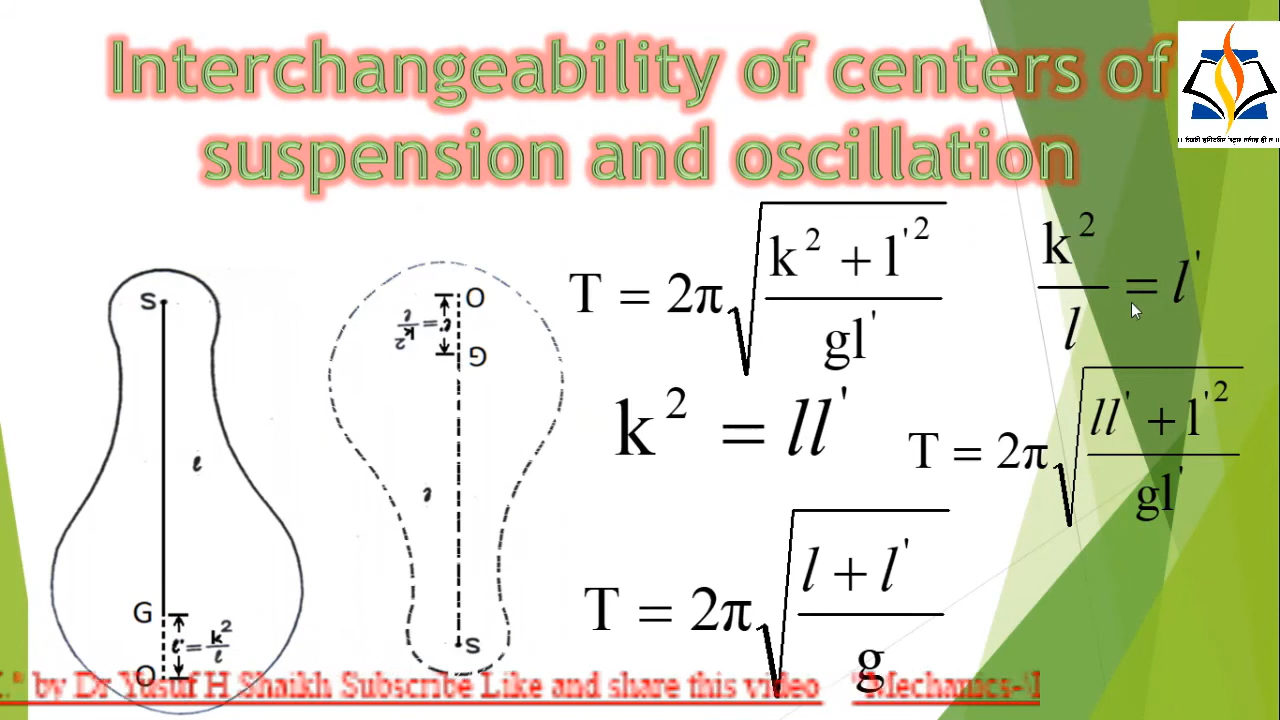 Interchangeability of centers of
suspension and oscillation
S
l
G
l' = k²/l
O
O
l' = k²/l
G
l
S
T = 2π√((k² + l'²)/(gl'))
k²/l = l'
k² = ll'
T = 2π√((ll' + l'²)/(gl'))
T = 2π√((l + l')/g)
by Dr Yusuf H Shaikh Subscribe Like and share this video "Mechanics-